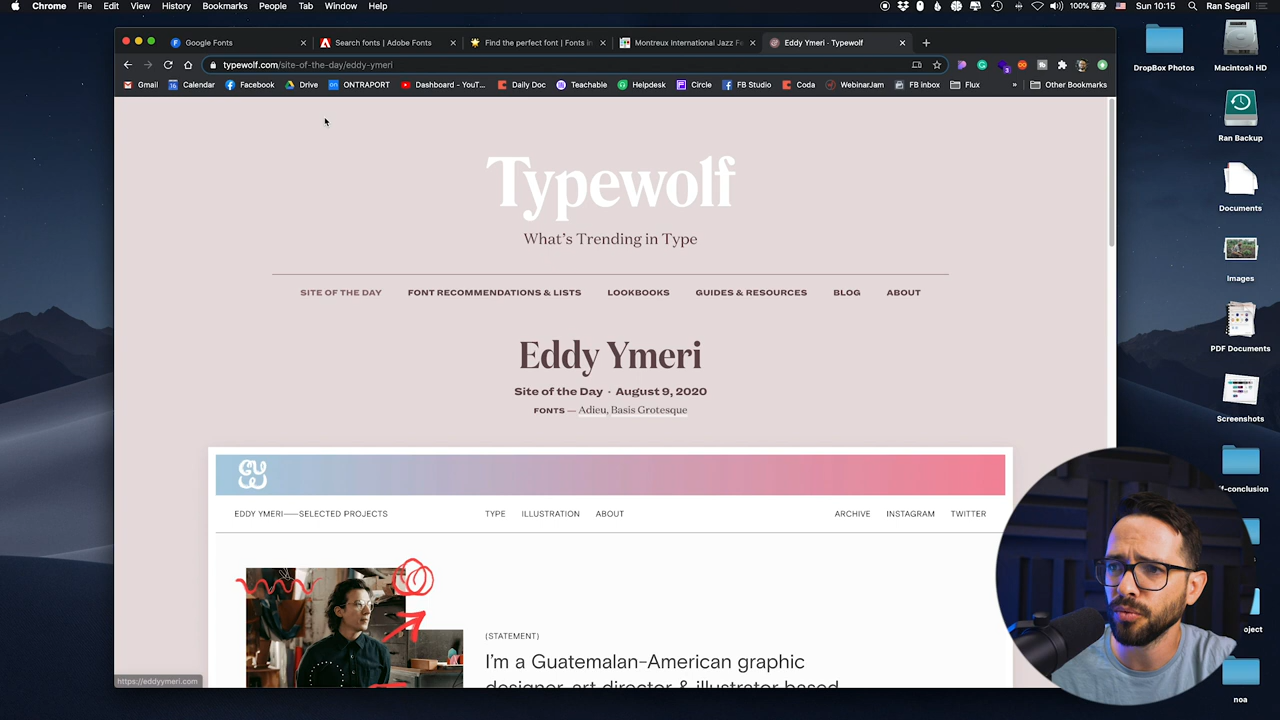 Chrome File Edit View History Bookmarks People Tab Window Help
100% Sun 10:15 Ran Segall
Google Fonts
Search fonts | Adobe Fonts
Find the perfect font | Fonts In
Montreux International Jazz Fe
Eddy Ymeri - Typewolf
typewolf.com/site-of-the-day/eddy-ymeri
Gmail Calendar Facebook Drive ONTRAPORT Dashboard - YouT... Daily Doc Teachable Helpdesk Circle FB Studio Coda WebinarJam FB inbox Flux » Other Bookmarks
Typewolf
What's Trending in Type
SITE OF THE DAY FONT RECOMMENDATIONS & LISTS LOOKBOOKS GUIDES & RESOURCES BLOG ABOUT
Eddy Ymeri
Site of the Day · August 9, 2020
FONTS — Adieu, Basis Grotesque
EDDY YMERI——SELECTED PROJECTS TYPE ILLUSTRATION ABOUT ARCHIVE INSTAGRAM TWITTER
(STATEMENT)
I'm a Guatemalan-American graphic
designer, art director & illustrator based
https://eddyymeri.com
DropBox Photos
Macintosh HD
Ran Backup
Documents
Images
PDF Documents
Screenshots
f-conclusion
oject
noa